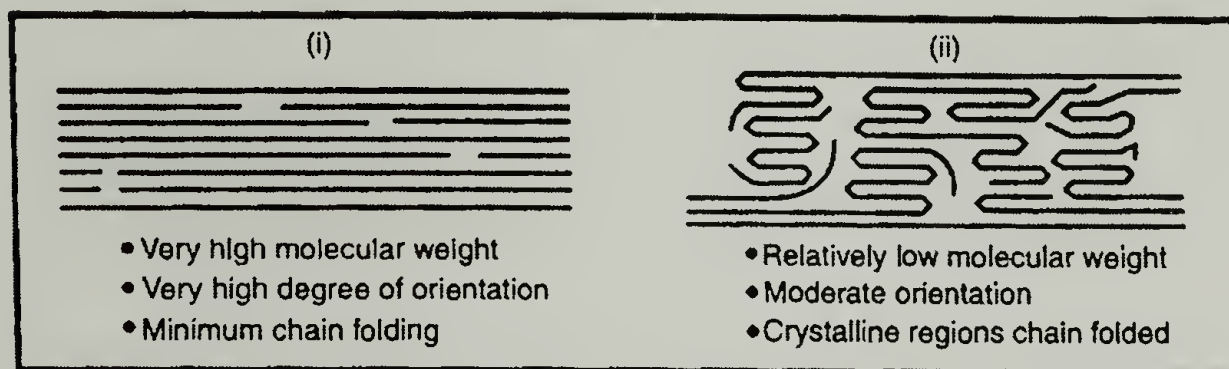 (i)
• Very high molecular weight
• Very high degree of orientation
• Minimum chain folding
(ii)
• Relatively low molecular weight
• Moderate orientation
• Crystalline regions chain folded